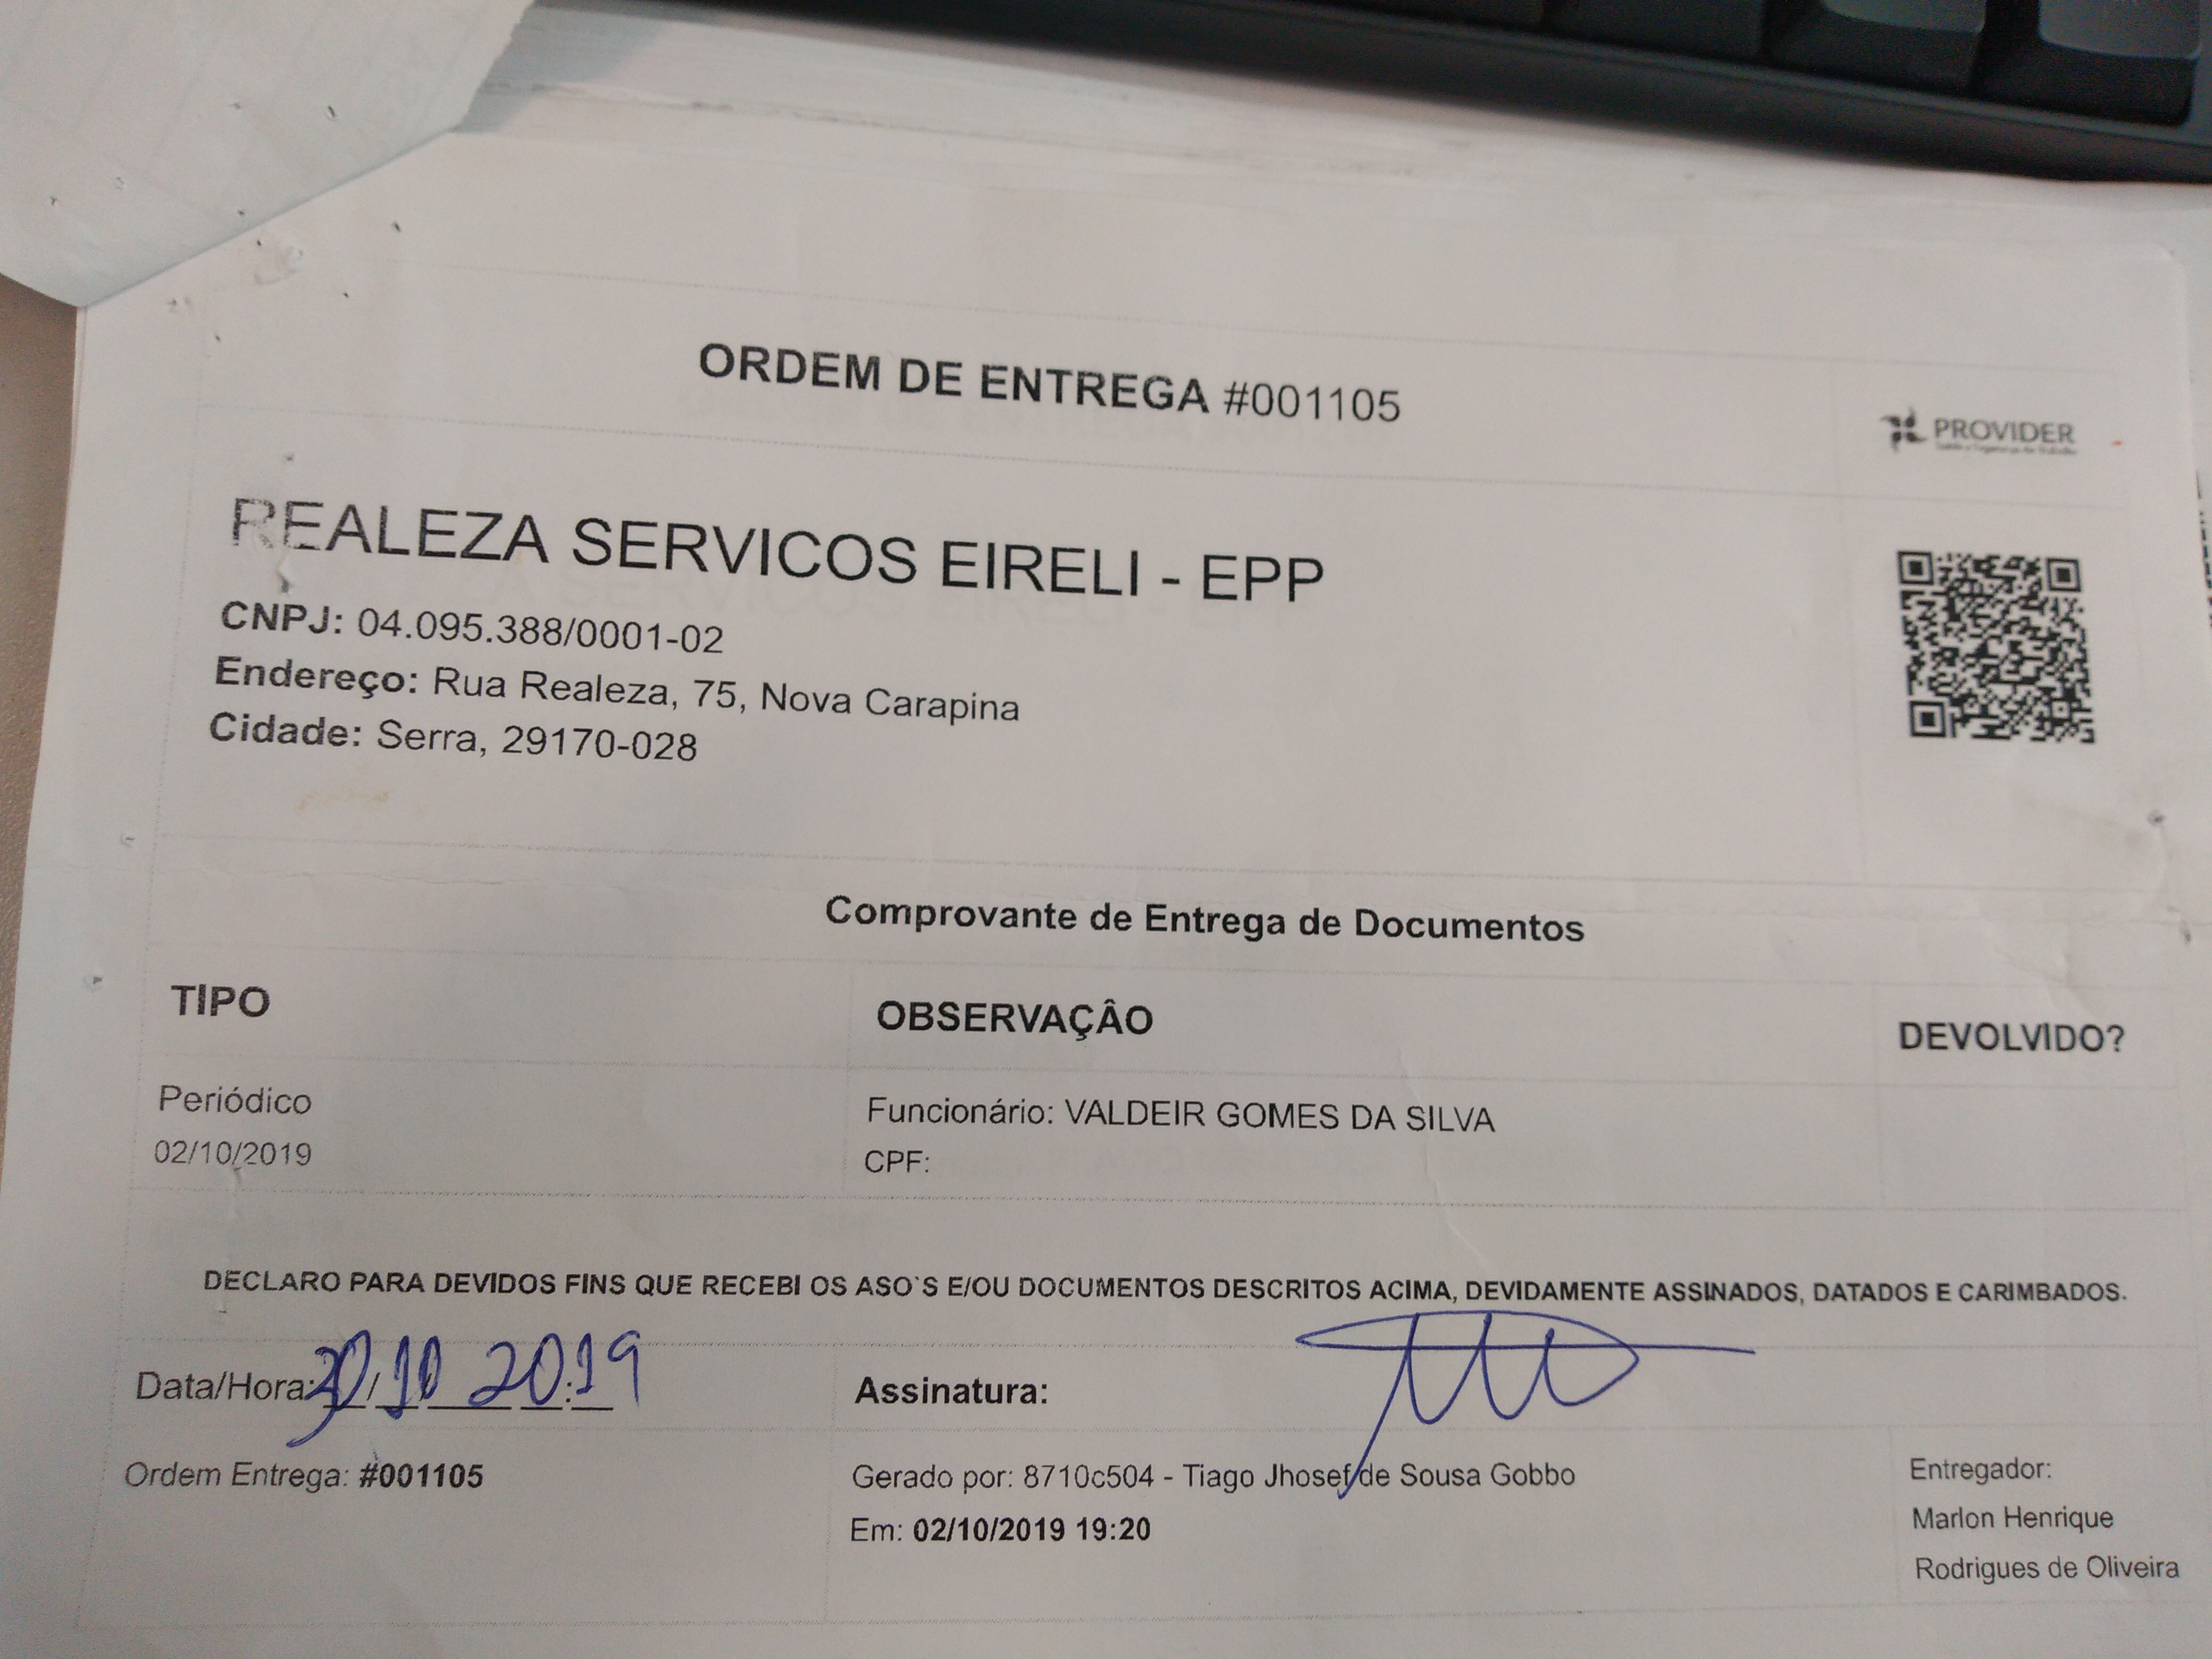 ORDEM DE ENTREGA #001105
PROVIDER
REALEZA SERVICOS EIRELI - EPP
CNPJ: 04.095.388/0001-02
Endereço: Rua Realeza, 75, Nova Carapina
Cidade: Serra, 29170-028
Comprovante de Entrega de Documentos
TIPO OBSERVAÇÂO DEVOLVIDO?
Periódico
02/10/2019
Funcionário: VALDEIR GOMES DA SILVA
CPF:
DECLARO PARA DEVIDOS FINS QUE RECEBI OS ASO`S E/OU DOCUMENTOS DESCRITOS ACIMA, DEVIDAMENTE ASSINADOS, DATADOS E CARIMBADOS.
Data/Hora: 10 2019
Assinatura:
Ordem Entrega: #001105
Gerado por: 8710c504 - Tiago Jhosef de Sousa Gobbo
Em: 02/10/2019 19:20
Entregador:
Marlon Henrique
Rodrigues de Oliveira